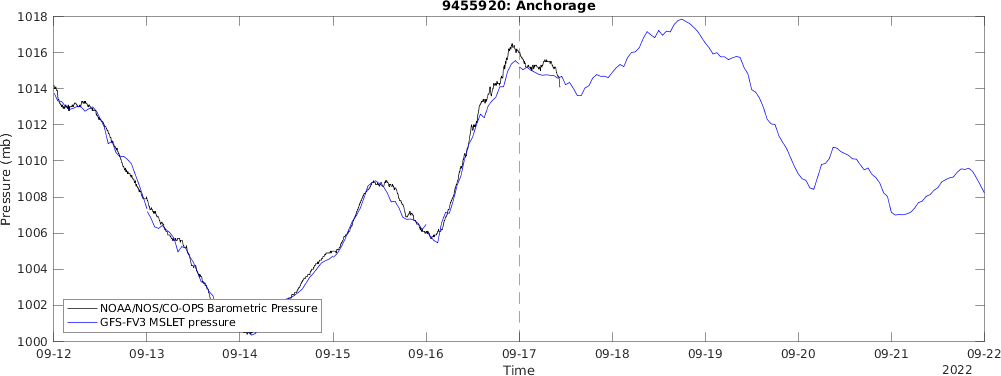 9455920: Anchorage
1018
1016
1014
1012
1010
1008
1006
1004
1002
1000
Pressure (mb)
NOAA/NOS/CO-OPS Barometric Pressure
GFS-FV3 MSLET pressure
09-12 09-13 09-14 09-15 09-16 09-17 09-18 09-19 09-20 09-21 09-22
Time
2022